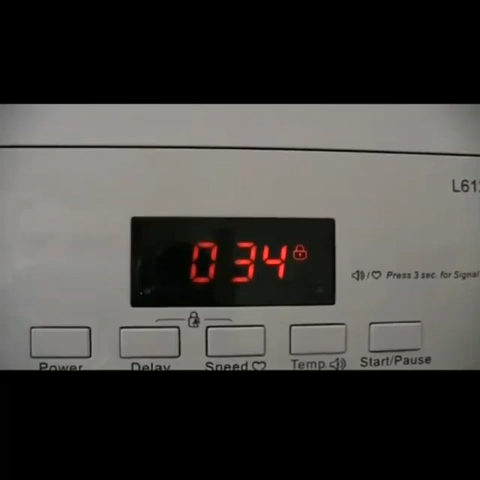 L61
034
/ Press 3 sec. for Signal
Power Delay Speed Temp. Start/Pause